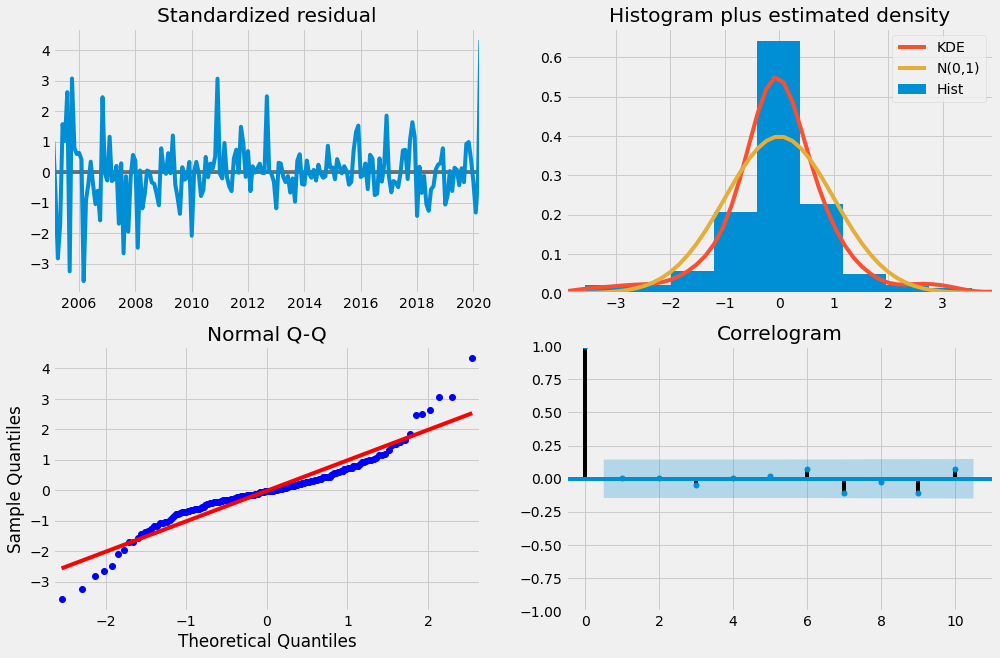 Standardized residual
4
3
2
1
0
−1
−2
−3
2006 2008 2010 2012 2014 2016 2018 2020
Histogram plus estimated density
KDE
N(0,1)
Hist
0.6
0.5
0.4
0.3
0.2
0.1
0.0
−3 −2 −1 0 1 2 3
Normal Q-Q
Sample Quantiles
4
3
2
1
0
−1
−2
−3
−2 −1 0 1 2
Theoretical Quantiles
Correlogram
1.00
0.75
0.50
0.25
0.00
−0.25
−0.50
−0.75
−1.00
0 2 4 6 8 10